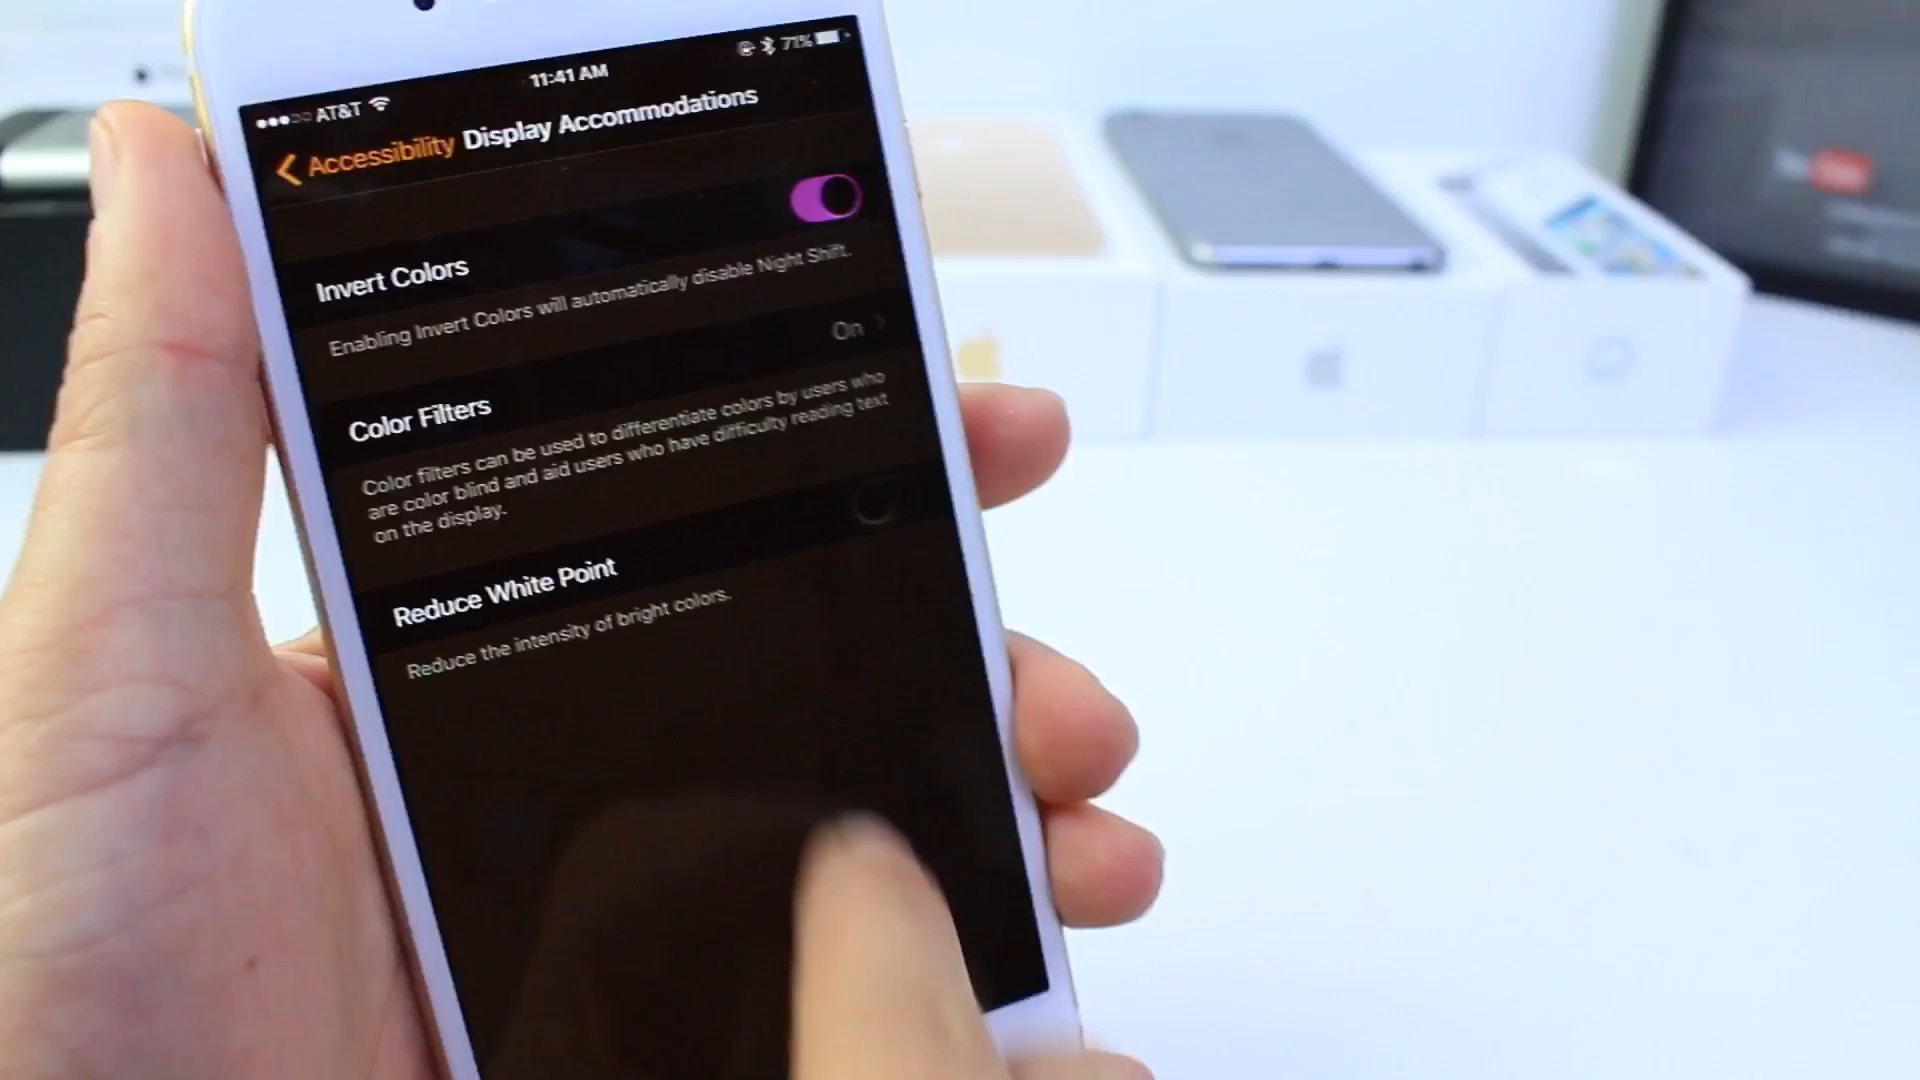 AT&T 11:41 AM 71%
Accessibility Display Accommodations
Invert Colors
Enabling Invert Colors will automatically disable Night Shift.
Color Filters On
Color filters can be used to differentiate colors by users who
are color blind and aid users who have difficulty reading text
on the display.
Reduce White Point
Reduce the intensity of bright colors.